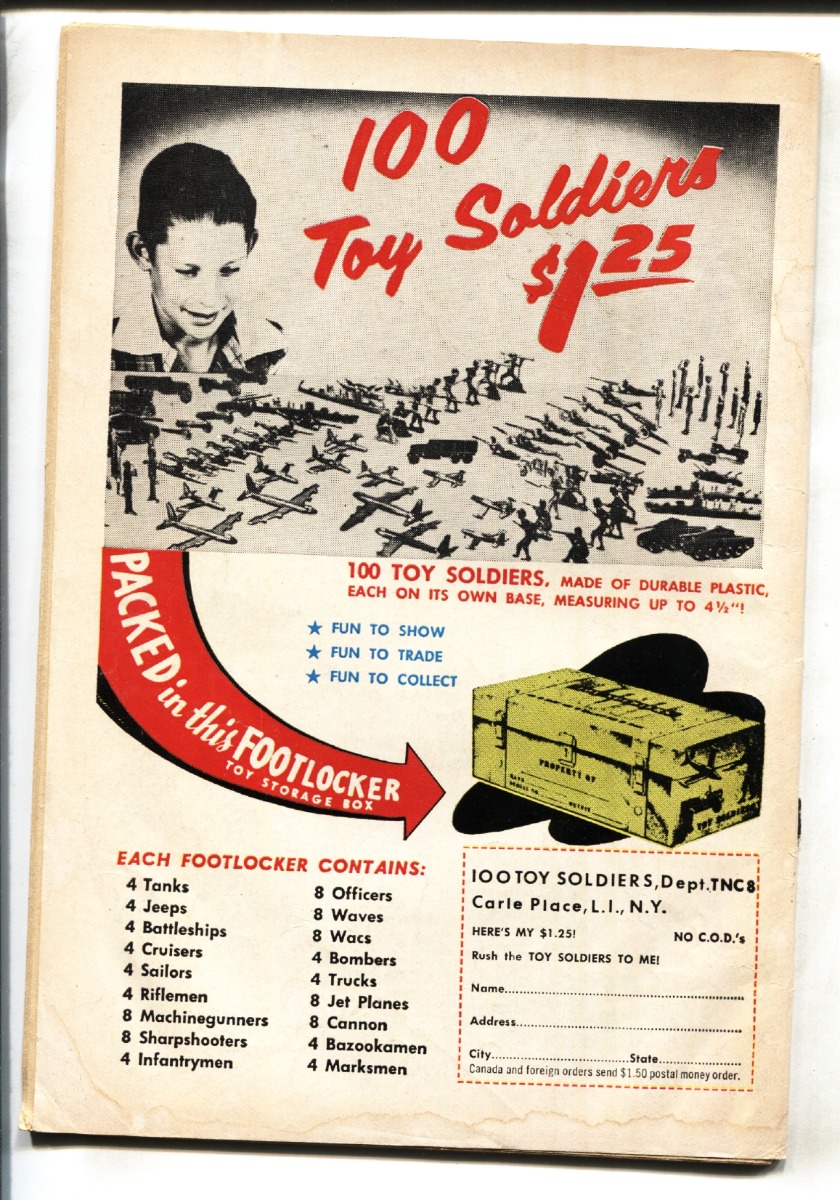 100
Toy Soldiers
$1.25
PACKED in this FOOTLOCKER
TOY STORAGE BOX
100 TOY SOLDIERS, MADE OF DURABLE PLASTIC,
EACH ON ITS OWN BASE, MEASURING UP TO 4½"!
★ FUN TO SHOW
★ FUN TO TRADE
★ FUN TO COLLECT
PROPERTY OF
TOY SOLDIERS
EACH FOOTLOCKER CONTAINS:
4 Tanks
4 Jeeps
4 Battleships
4 Cruisers
4 Sailors
4 Riflemen
8 Machinegunners
8 Sharpshooters
4 Infantrymen
8 Officers
8 Waves
8 Wacs
4 Bombers
4 Trucks
8 Jet Planes
8 Cannon
4 Bazookamen
4 Marksmen
100 TOY SOLDIERS, Dept. TNC8
Carle Place, L.I., N.Y.
HERE'S MY $1.25! NO C.O.D.'s
Rush the TOY SOLDIERS TO ME!
Name
Address
City State
Canada and foreign orders send $1.50 postal money order.